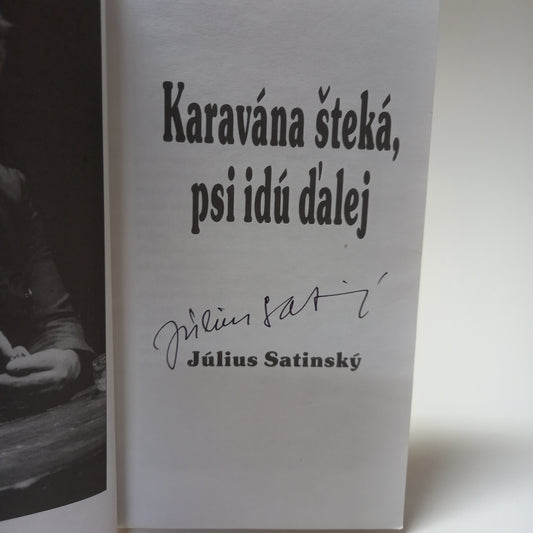 Karavána šteká,
psi idú ďalej
Július Satinský
Július Satinský